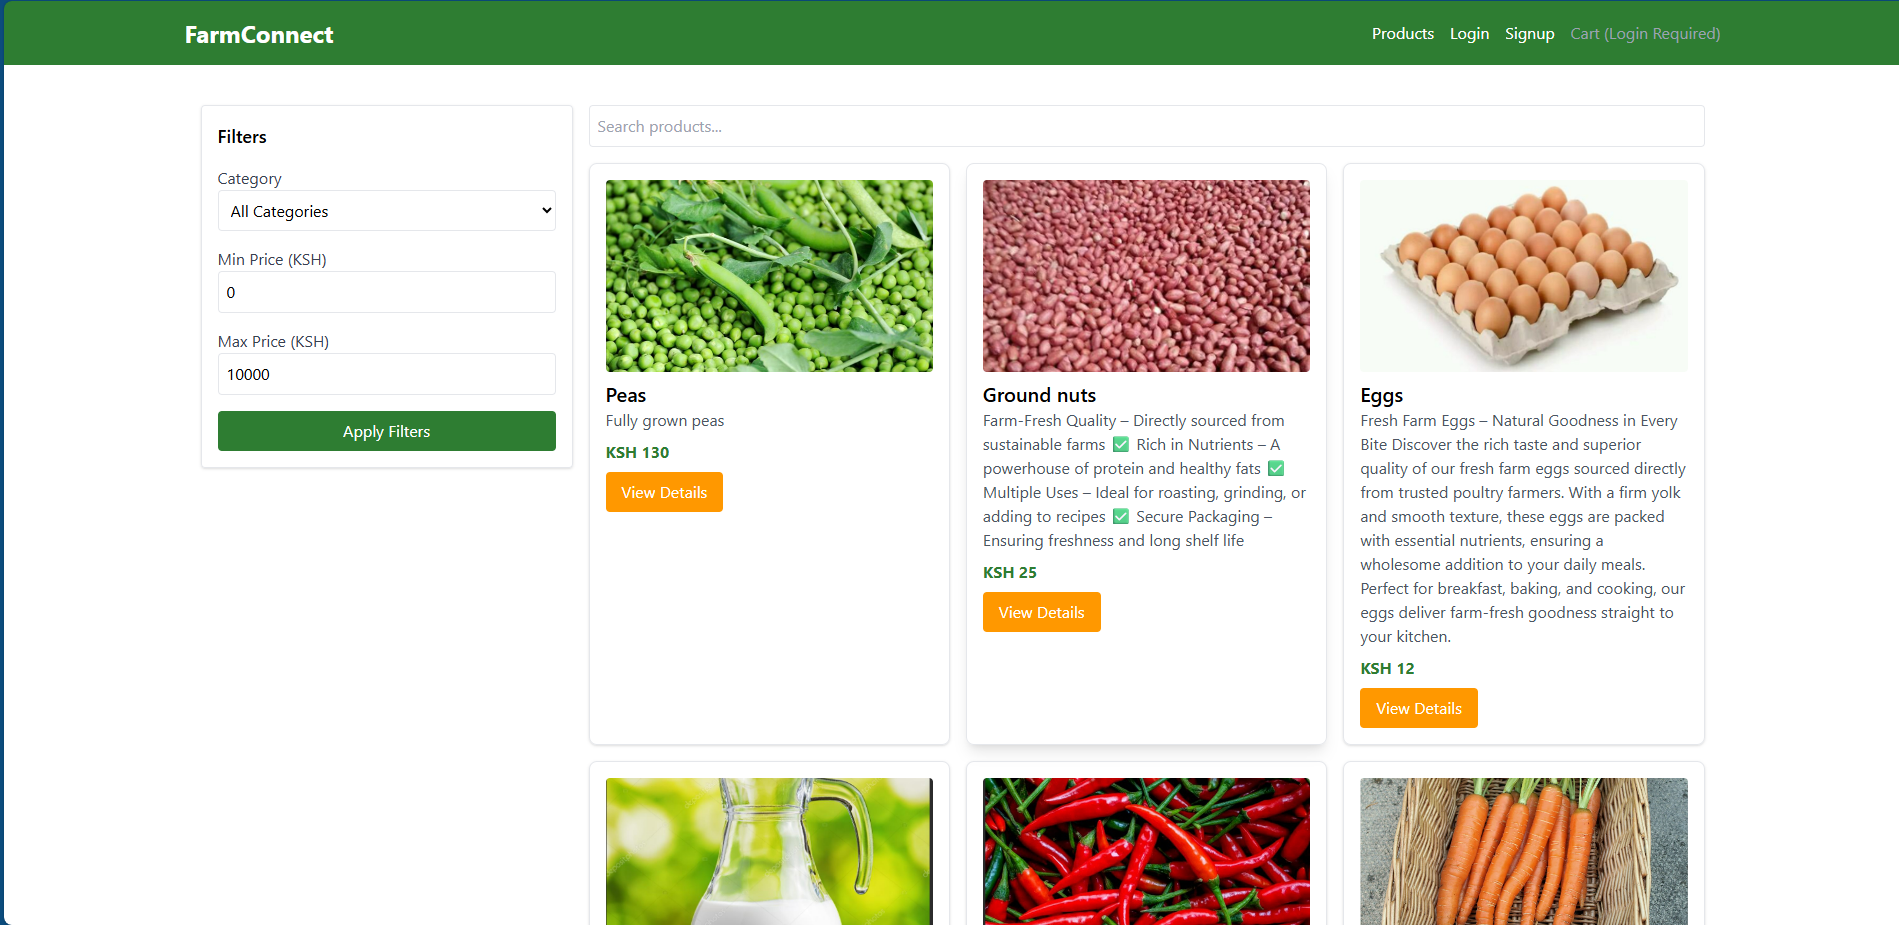 FarmConnect
Products Login Signup Cart (Login Required)
Filters
Category
All Categories
Min Price (KSH)
0
Max Price (KSH)
10000
Apply Filters
Search products...
Peas
Fully grown peas
KSH 130
View Details
Ground nuts
Farm-Fresh Quality – Directly sourced from
sustainable farms ✅ Rich in Nutrients – A
powerhouse of protein and healthy fats ✅
Multiple Uses – Ideal for roasting, grinding, or
adding to recipes ✅ Secure Packaging –
Ensuring freshness and long shelf life
KSH 25
View Details
Eggs
Fresh Farm Eggs – Natural Goodness in Every
Bite Discover the rich taste and superior
quality of our fresh farm eggs sourced directly
from trusted poultry farmers. With a firm yolk
and smooth texture, these eggs are packed
with essential nutrients, ensuring a
wholesome addition to your daily meals.
Perfect for breakfast, baking, and cooking, our
eggs deliver farm-fresh goodness straight to
your kitchen.
KSH 12
View Details